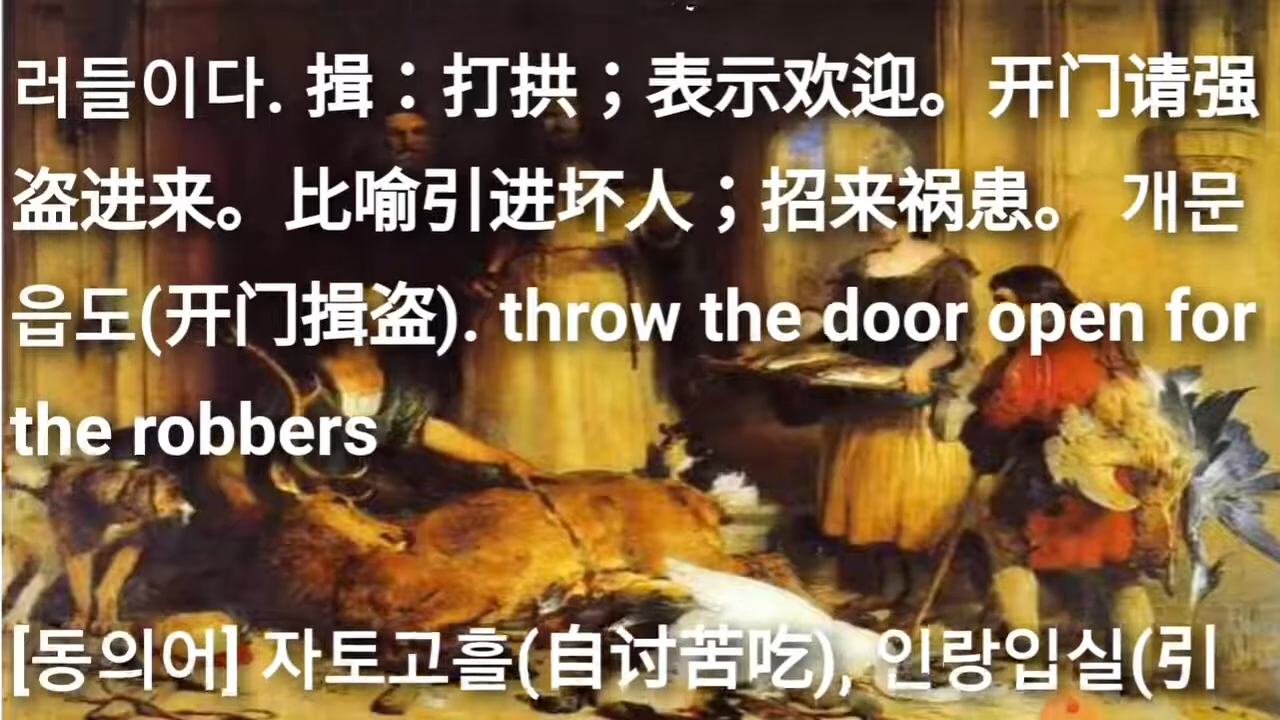 러들이다. 揖：打拱；表示欢迎。 开门请强
盗进来。比喻引进坏人；招来祸患。 개문
읍도(开门揖盗). throw the door open for
the robbers
[동의어] 자토고흘(自讨苦吃), 인랑입실(引